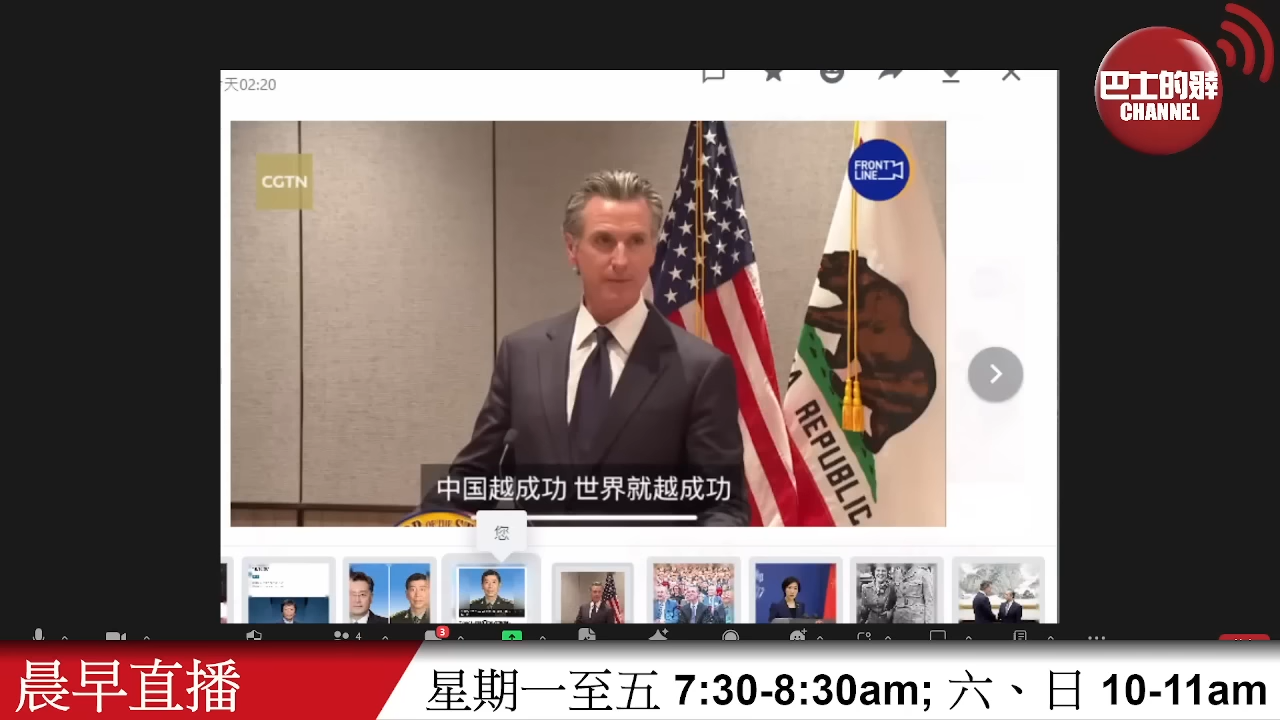 天02:20
巴士的報
CHANNEL
CGTN
FRONT
LINE
REPUBLIC
中国越成功 世界就越成功
您
4
3
晨早直播
星期一至五 7:30-8:30am; 六、日 10-11am